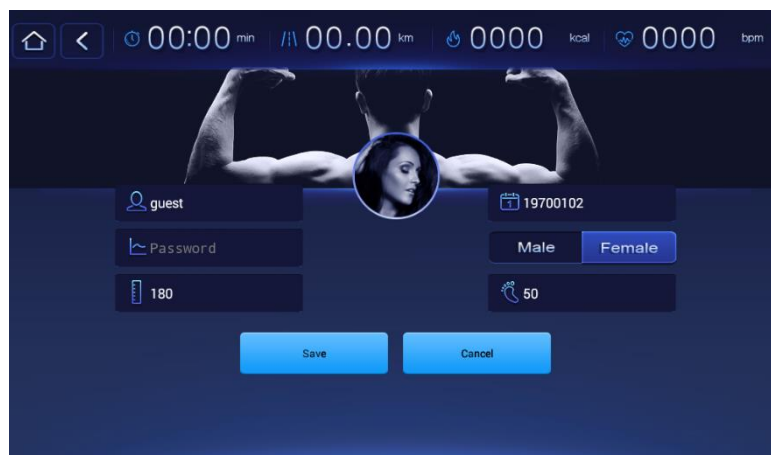 00:00 min 00.00 km 0000 kcal 0000 bpm
guest 1 19700102
Password Male Female
180 50
Save Cancel